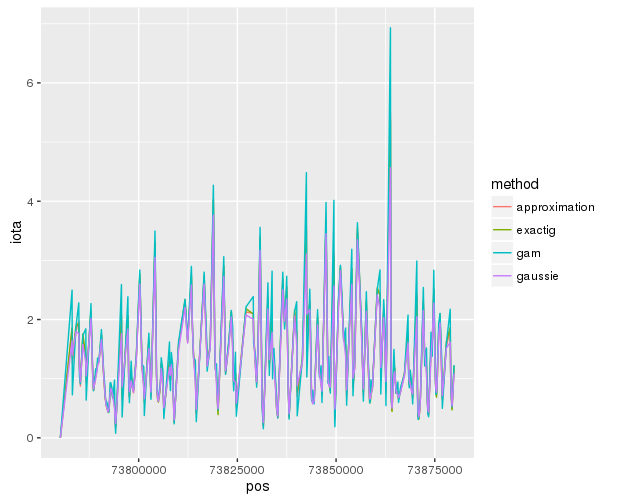 6
4
2
0
iota
73800000 73825000 73850000 73875000
pos
method
approximation
exactig
gam
gaussie